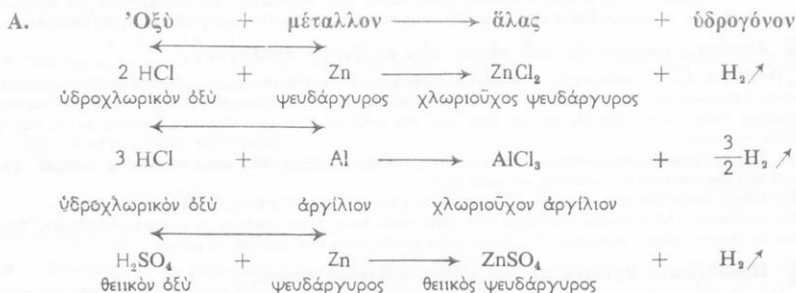 Α. Ὀξὺ + μέταλλον ⟶ ἅλας + ὑδρογόνον
2 HCl + Zn ⟶ ZnCl₂ + H₂↗
ὑδροχλωρικὸν ὀξὺ ψευδάργυρος χλωριοῦχος ψευδάργυρος
3 HCl + Al ⟶ AlCl₃ + 3/2 H₂ ↗
ὑδροχλωρικὸν ὀξὺ ἀργίλιον χλωριοῦχον ἀργίλιον
H₂SO₄ + Zn ⟶ ZnSO₄ + H₂↗
θειικὸν ὀξὺ ψευδάργυρος θειικὸς ψευδάργυρος